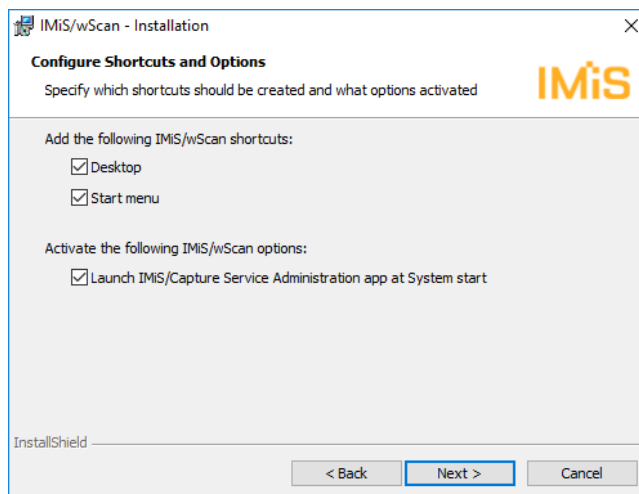 IMiS/wScan - Installation
Configure Shortcuts and Options
Specify which shortcuts should be created and what options activated
IMiS
Add the following IMiS/wScan shortcuts:
Desktop
Start menu
Activate the following IMiS/wScan options:
Launch IMiS/Capture Service Administration app at System start
InstallShield
< Back Next > Cancel